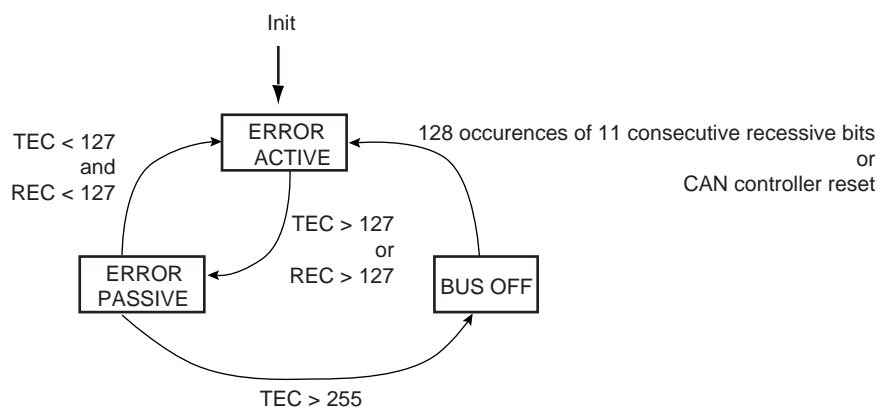 Init
ERROR
ACTIVE
TEC < 127
and
REC < 127
128 occurences of 11 consecutive recessive bits
or
CAN controller reset
TEC > 127
or
REC > 127
ERROR
PASSIVE
BUS OFF
TEC > 255